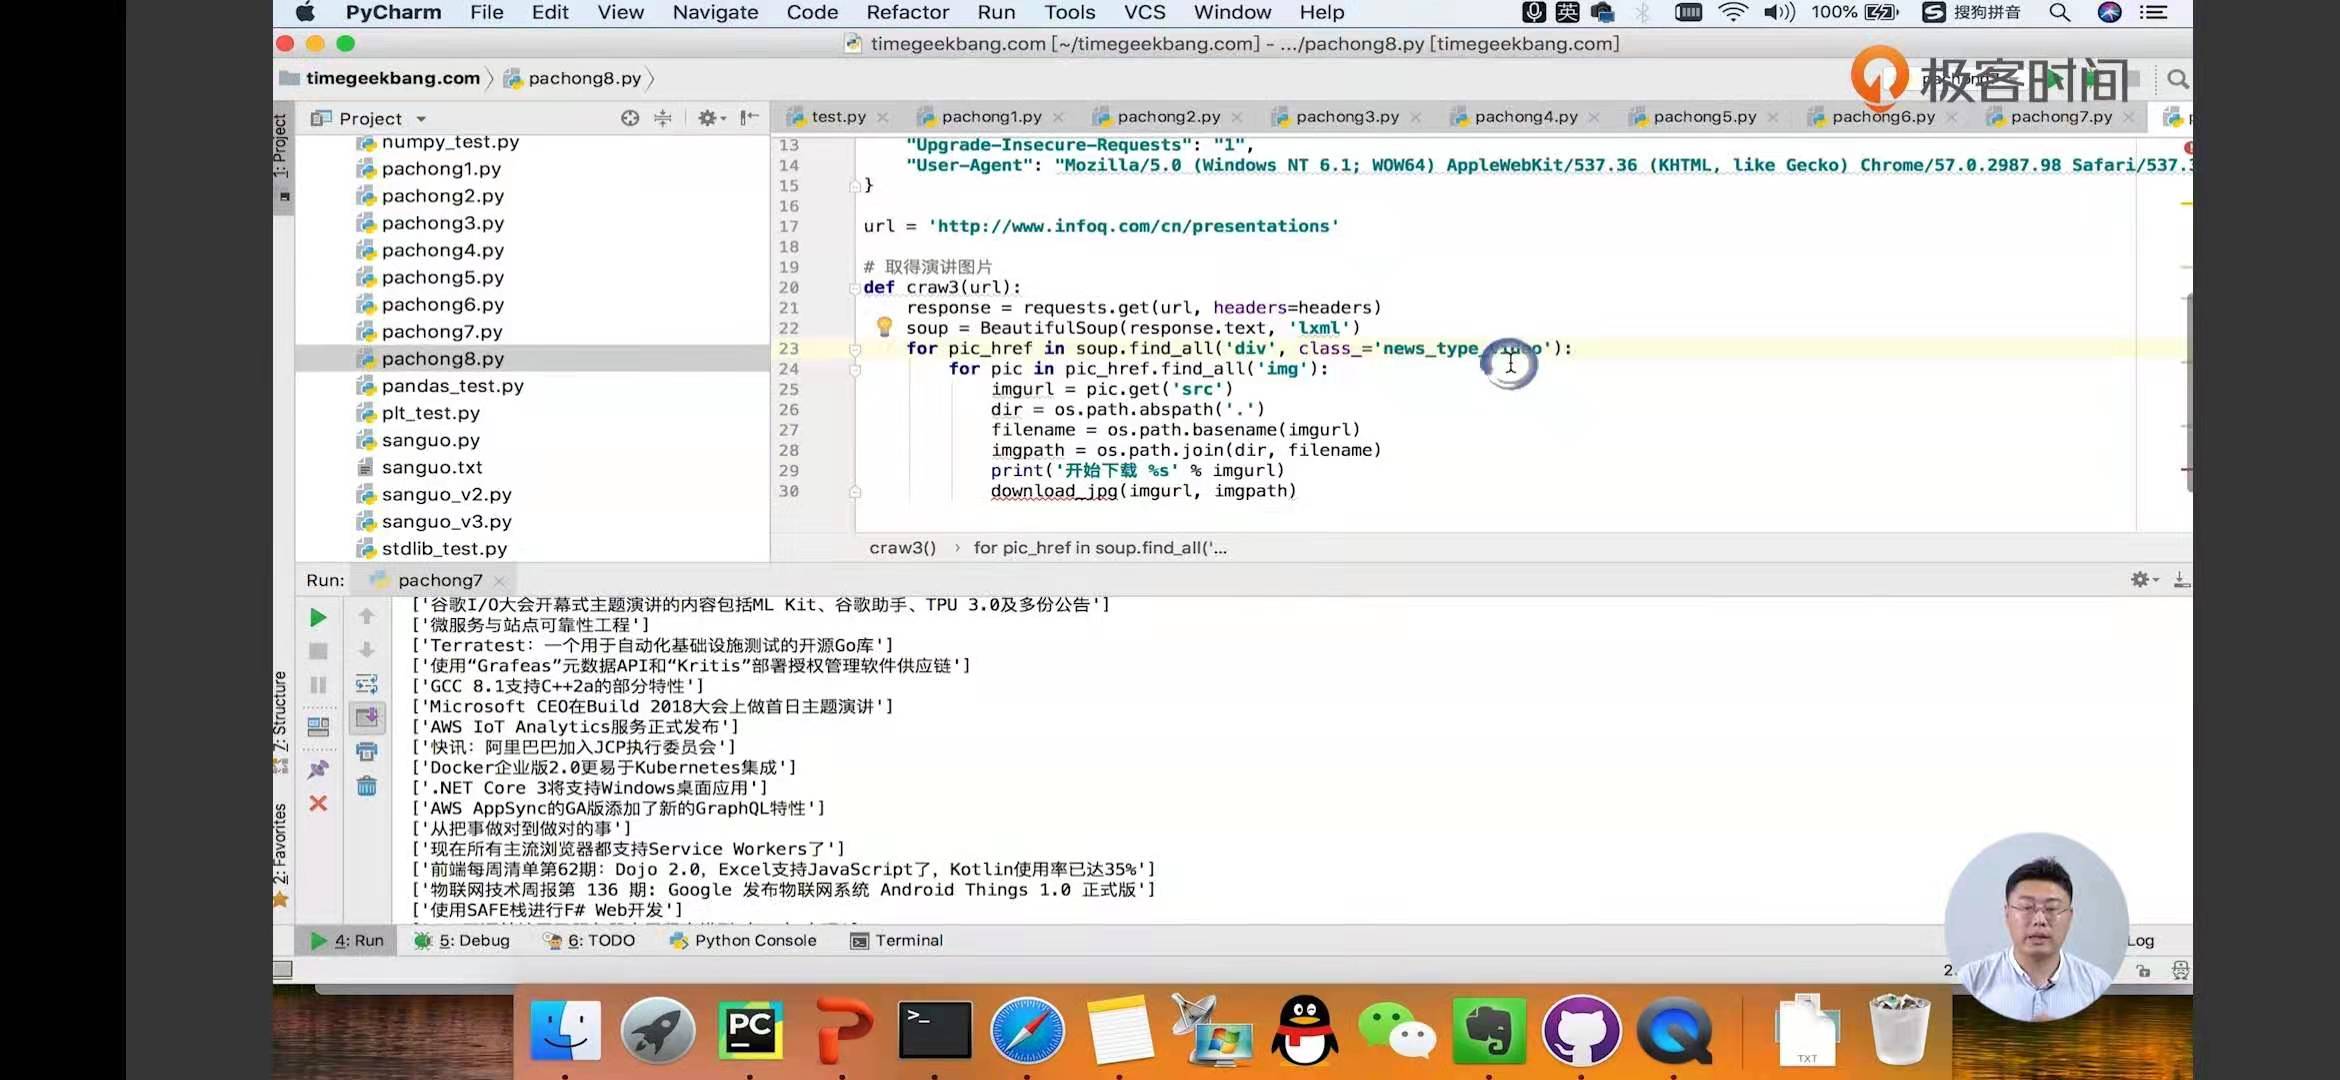 PyCharm File Edit View Navigate Code Refactor Run Tools VCS Window Help 英 100% 搜狗拼音
timegeekbang.com [~/timegeekbang.com] - .../pachong8.py [timegeekbang.com]
timegeekbang.com pachong8.py
极客时间
1: Project
Project
test.py pachong1.py pachong2.py pachong3.py pachong4.py pachong5.py pachong6.py pachong7.py
numpy_test.py
pachong1.py
pachong2.py
pachong3.py
pachong4.py
pachong5.py
pachong6.py
pachong7.py
pachong8.py
pandas_test.py
plt_test.py
sanguo.py
sanguo.txt
sanguo_v2.py
sanguo_v3.py
stdlib_test.py
13 "Upgrade-Insecure-Requests": "1",
14 "User-Agent": "Mozilla/5.0 (Windows NT 6.1; WOW64) AppleWebKit/537.36 (KHTML, like Gecko) Chrome/57.0.2987.98 Safari/537.3
15 }
16
17 url = 'http://www.infoq.com/cn/presentations'
18
19 # 取得演讲图片
20 def craw3(url):
21 response = requests.get(url, headers=headers)
22 soup = BeautifulSoup(response.text, 'lxml')
23 for pic_href in soup.find_all('div', class_='news_type_video'):
24 for pic in pic_href.find_all('img'):
25 imgurl = pic.get('src')
26 dir = os.path.abspath('.')
27 filename = os.path.basename(imgurl)
28 imgpath = os.path.join(dir, filename)
29 print('开始下载 %s' % imgurl)
30 download_jpg(imgurl, imgpath)
craw3() › for pic_href in soup.find_all('...
Run: pachong7
['谷歌I/O大会开幕式主题演讲的内容包括ML Kit、谷歌助手、TPU 3.0及多份公告']
['微服务与站点可靠性工程']
['Terratest：一个用于自动化基础设施测试的开源Go库']
['使用“Grafeas”元数据API和“Kritis”部署授权管理软件供应链']
['GCC 8.1支持C++2a的部分特性']
['Microsoft CEO在Build 2018大会上做首日主题演讲']
['AWS IoT Analytics服务正式发布']
['快讯：阿里巴巴加入JCP执行委员会']
['Docker企业版2.0更易于Kubernetes集成']
['.NET Core 3将支持Windows桌面应用']
['AWS AppSync的GA版添加了新的GraphQL特性']
['从把事做对到做对的事']
['现在所有主流浏览器都支持Service Workers了']
['前端每周清单第62期：Dojo 2.0，Excel支持JavaScript了，Kotlin使用率已达35%']
['物联网技术周报第 136 期: Google 发布物联网系统 Android Things 1.0 正式版']
['使用SAFE栈进行F# Web开发']
7: Structure
2: Favorites
4: Run 5: Debug 6: TODO Python Console Terminal Log
2.
PC
TXT